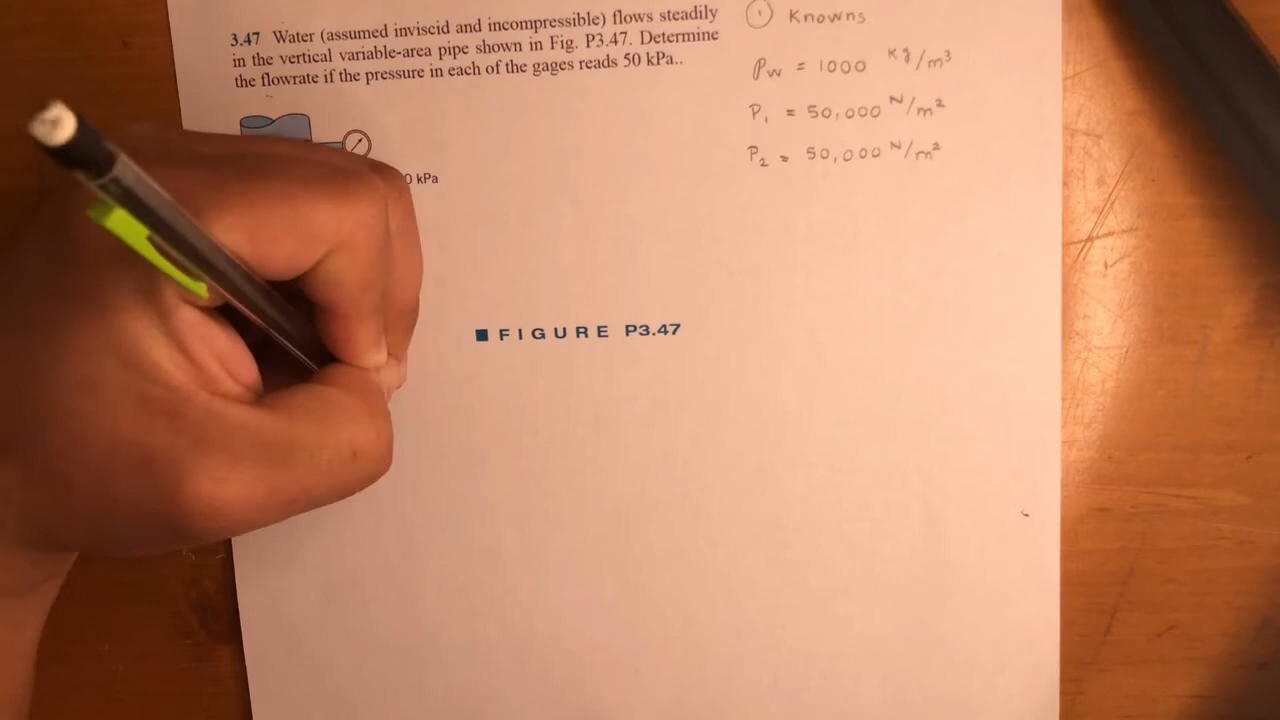 3.47 Water (assumed inviscid and incompressible) flows steadily
in the vertical variable-area pipe shown in Fig. P3.47. Determine
the flowrate if the pressure in each of the gages reads 50 kPa..
0 kPa
■ FIGURE P3.47
① Knowns
ρw = 1000 kg/m³
P₁ = 50,000 N/m²
P₂ = 50,000 N/m²